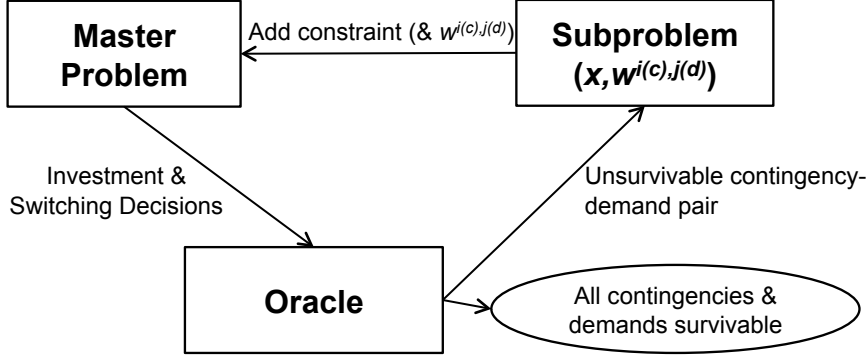 Master
Problem
Add constraint (& w^{i(c),j(d)})
Subproblem
(x,w^{i(c),j(d)})
Investment &
Switching Decisions
Unsurvivable contingency-
demand pair
Oracle
All contingencies &
demands survivable